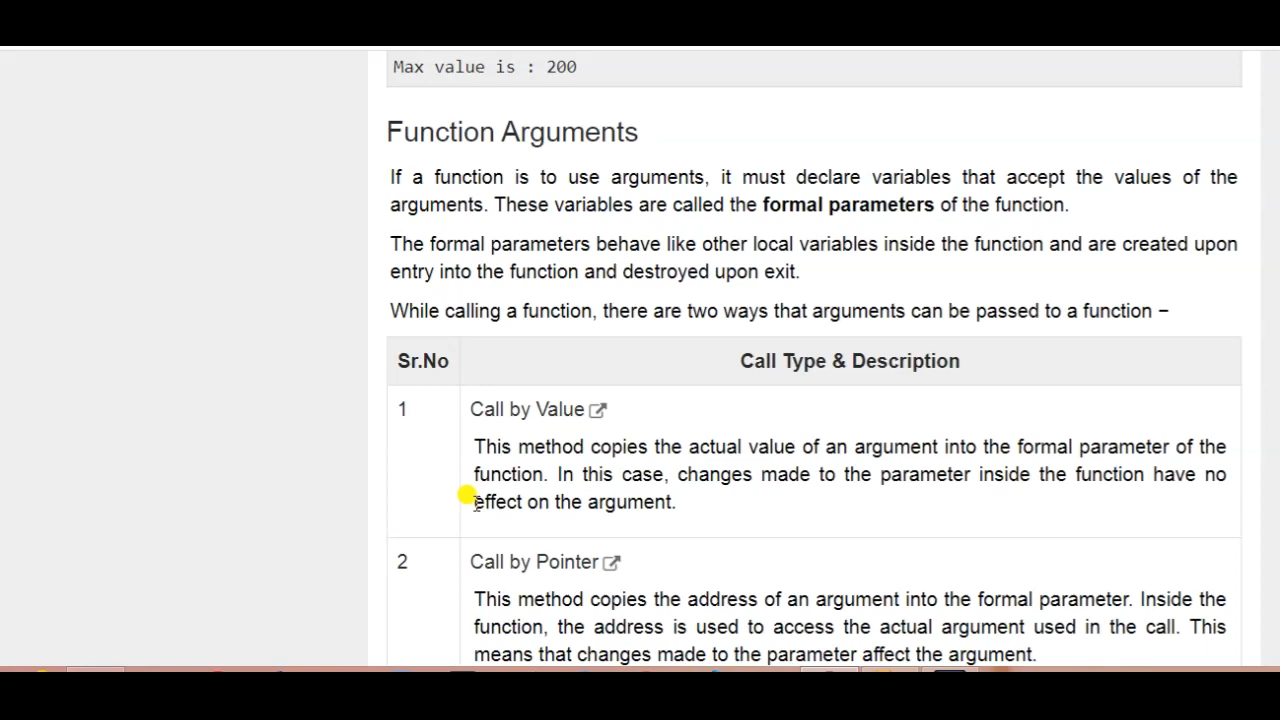 Max value is : 200
Function Arguments
If a function is to use arguments, it must declare variables that accept the values of the
arguments. These variables are called the formal parameters of the function.
The formal parameters behave like other local variables inside the function and are created upon
entry into the function and destroyed upon exit.
While calling a function, there are two ways that arguments can be passed to a function −
Sr.No Call Type & Description
1 Call by Value
This method copies the actual value of an argument into the formal parameter of the
function. In this case, changes made to the parameter inside the function have no
effect on the argument.
2 Call by Pointer
This method copies the address of an argument into the formal parameter. Inside the
function, the address is used to access the actual argument used in the call. This
means that changes made to the parameter affect the argument.